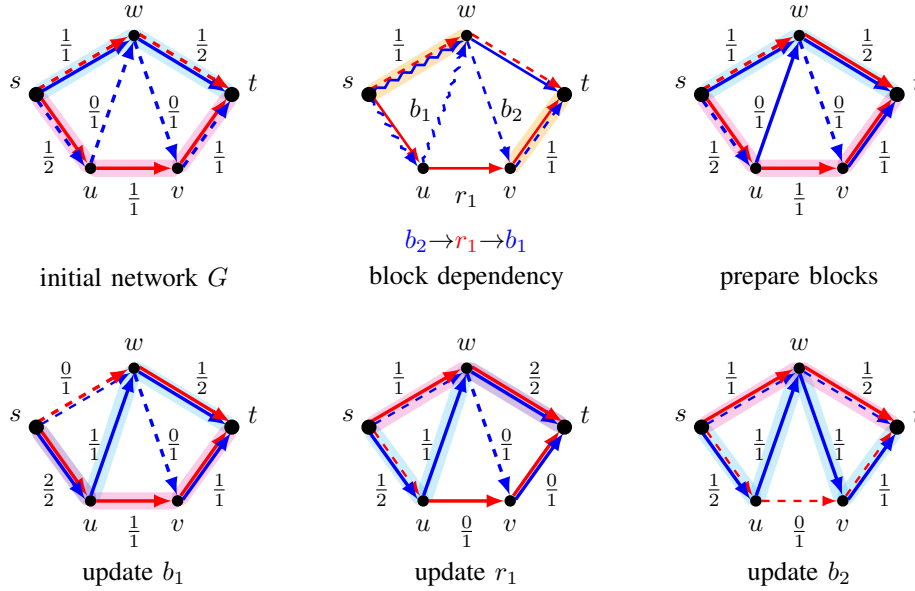 w w w
1/1 1/2 1/1 1/1 1/2
s t s t s t
0/1 0/1 b₁ b₂ 0/1 0/1
1/2 1/1 1/1 1/2 1/1
u v u v u v
1/1 r₁ 1/1
b₂→r₁→b₁
initial network G block dependency prepare blocks
w w w
0/1 1/2 1/1 2/2 1/1 1/2
s t s t s t
1/1 0/1 1/1 0/1 1/1 1/1
2/2 1/1 1/2 0/1 1/2 1/1
u v u v u v
1/1 0/1 0/1
update b₁ update r₁ update b₂